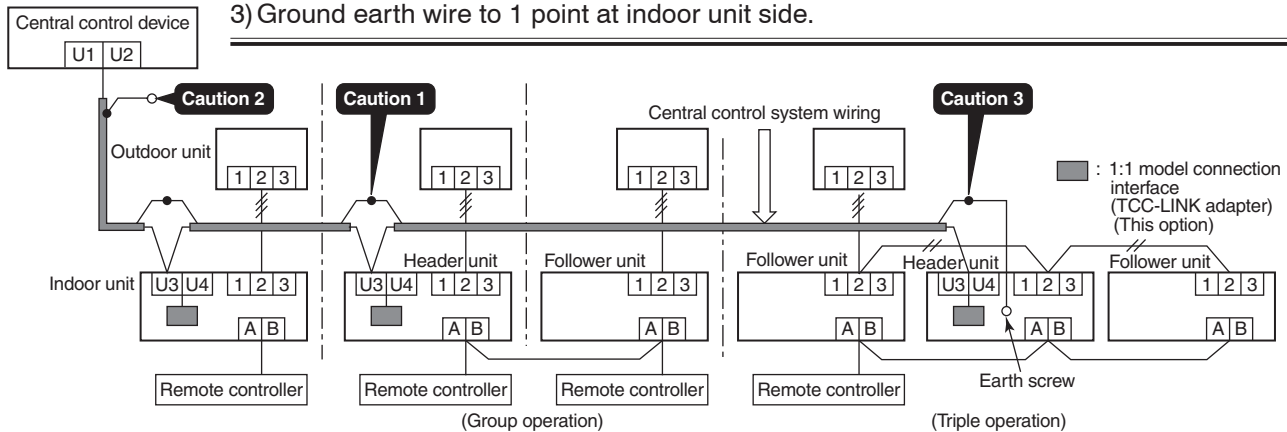 3) Ground earth wire to 1 point at indoor unit side.
Central control device
U1 U2
Caution 2
Caution 1
Caution 3
Central control system wiring
Outdoor unit
1 2 3
1 2 3
1 2 3
1 2 3
: 1:1 model connection
interface
(TCC-LINK adapter)
(This option)
Indoor unit
Header unit
Follower unit
Follower unit
Header unit
Follower unit
U3 U4
1 2 3
U3 U4
1 2 3
1 2 3
1 2 3
U3 U4
1 2 3
1 2 3
A B
A B
A B
A B
A B
A B
Remote controller
Remote controller
Remote controller
Remote controller
Earth screw
(Group operation)
(Triple operation)